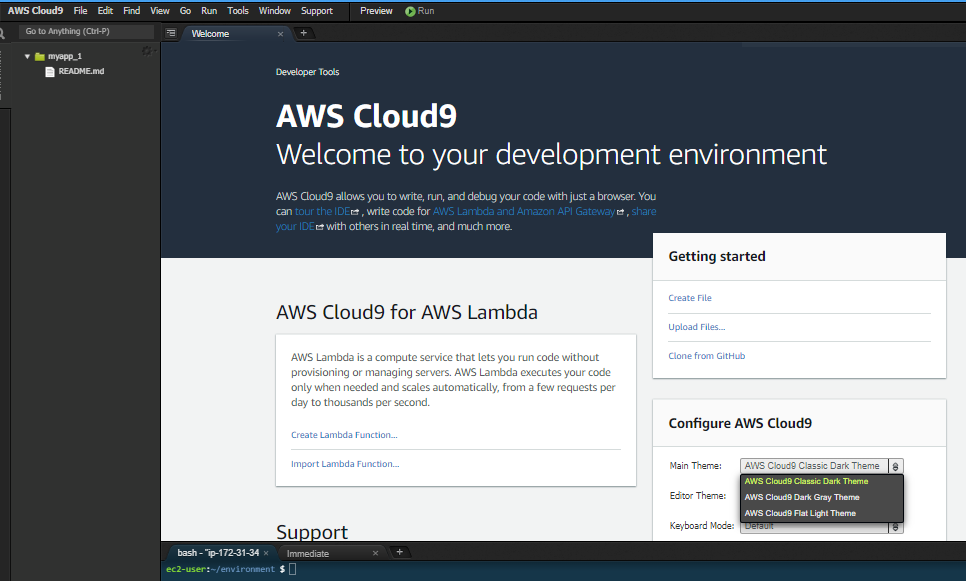 AWS Cloud9 File Edit Find View Go Run Tools Window Support Preview Run
Go to Anything (Ctrl-P)
Welcome
myapp_1
README.md
Developer Tools
AWS Cloud9
Welcome to your development environment
AWS Cloud9 allows you to write, run, and debug your code with just a browser. You
can tour the IDE , write code for AWS Lambda and Amazon API Gateway , share
your IDE with others in real time, and much more.
Getting started
Create File
Upload Files...
Clone from GitHub
AWS Cloud9 for AWS Lambda
AWS Lambda is a compute service that lets you run code without
provisioning or managing servers. AWS Lambda executes your code
only when needed and scales automatically, from a few requests per
day to thousands per second.
Create Lambda Function...
Import Lambda Function...
Support
Configure AWS Cloud9
Main Theme: AWS Cloud9 Classic Dark Theme
AWS Cloud9 Classic Dark Theme
Editor Theme: AWS Cloud9 Dark Gray Theme
AWS Cloud9 Flat Light Theme
Keyboard Mode: Default
bash - "ip-172-31-34 Immediate
ec2-user:~/environment $